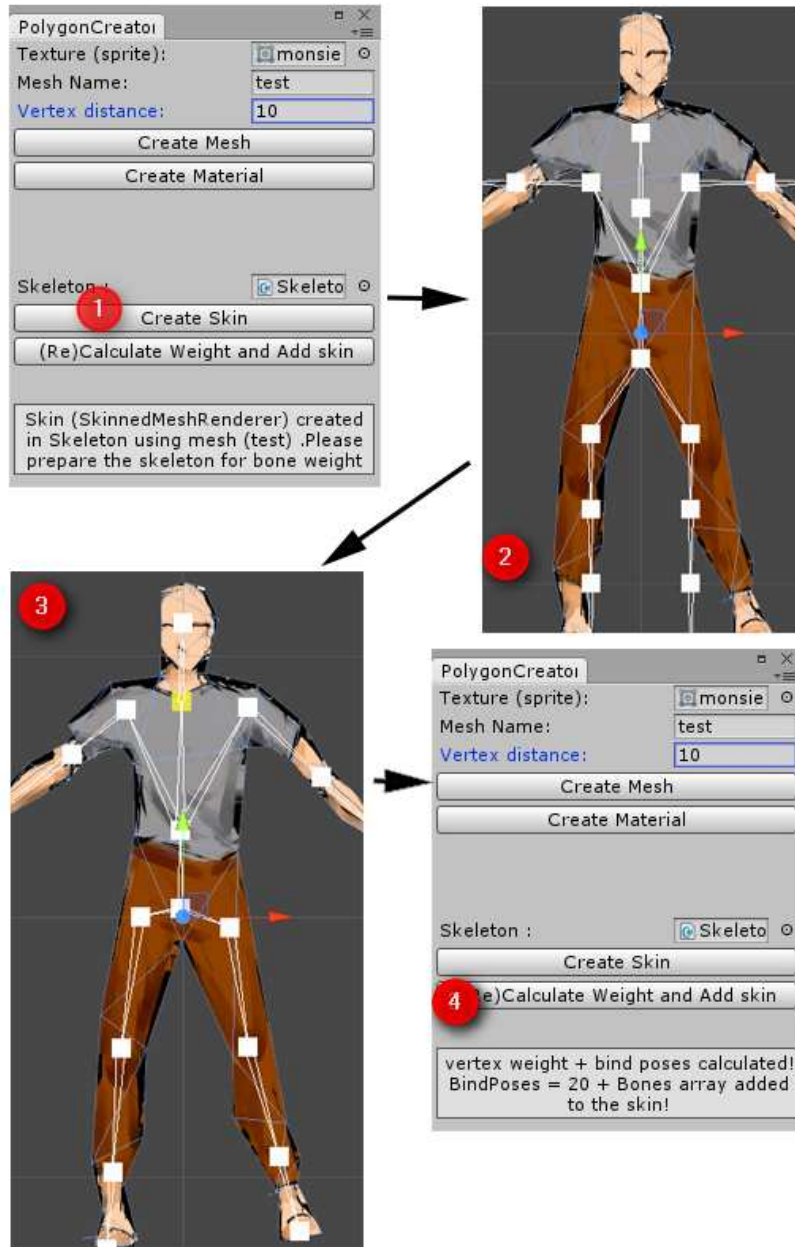 PolygonCreator
Texture (sprite): monsie
Mesh Name: test
Vertex distance: 10
Create Mesh
Create Material
Skeleton : Skeleto
1
Create Skin
(Re)Calculate Weight and Add skin
Skin (SkinnedMeshRenderer) created
in Skeleton using mesh (test) .Please
prepare the skeleton for bone weight
2
3
PolygonCreator
Texture (sprite): monsie
Mesh Name: test
Vertex distance: 10
Create Mesh
Create Material
Skeleton : Skeleto
Create Skin
4
e)Calculate Weight and Add skin
vertex weight + bind poses calculated!
BindPoses = 20 + Bones array added
to the skin!